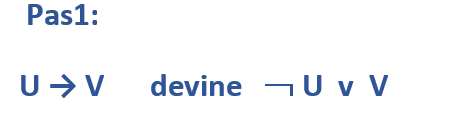 Pas1:
U → V devine ¬ U v V